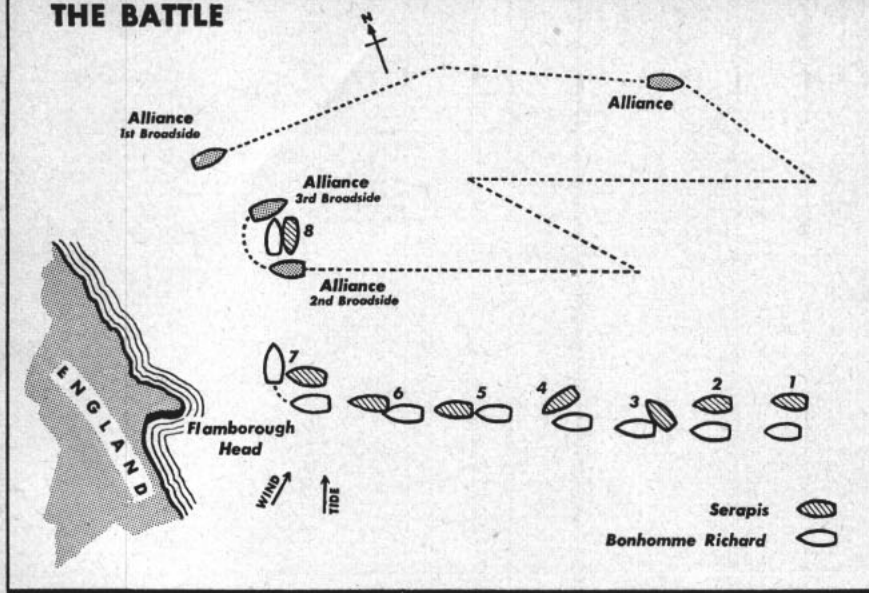 THE BATTLE
N
Alliance
1st Broadside
Alliance
Alliance
3rd Broadside
8
Alliance
2nd Broadside
7
6
5
4
3
2
1
ENGLAND
Flamborough
Head
WIND
TIDE
Serapis
Bonhomme Richard